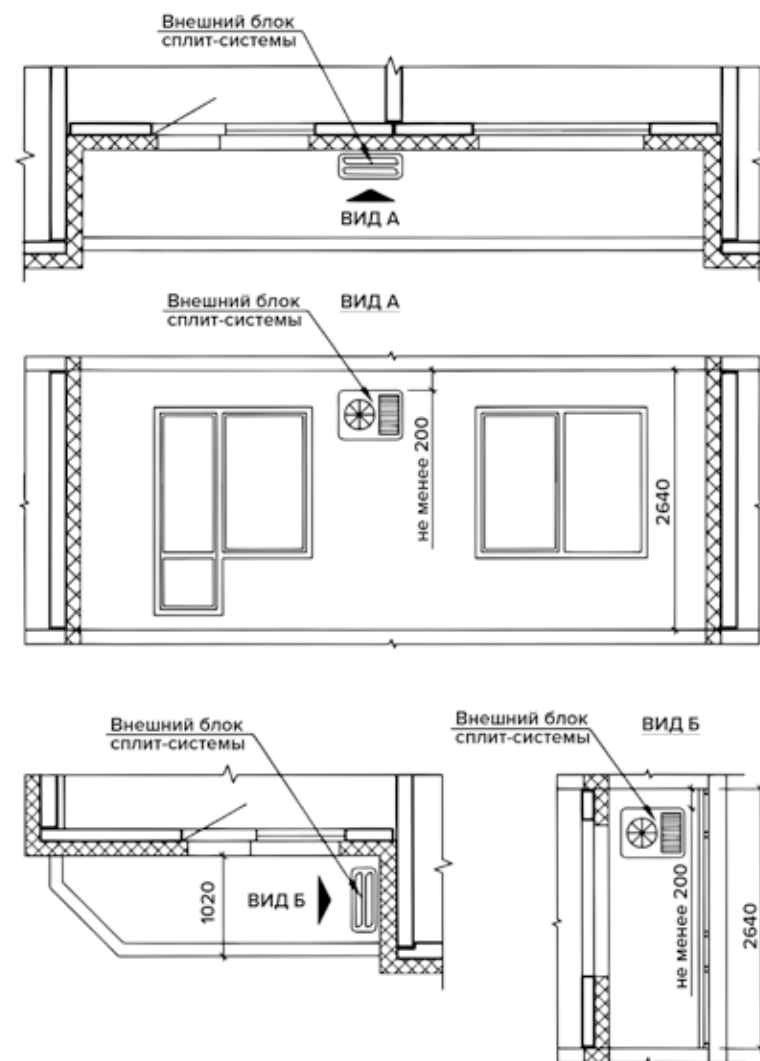 Внешний блок
сплит-системы
ВИД А
Внешний блок
сплит-системы
ВИД А
не менее 200
2640
Внешний блок
сплит-системы
ВИД Б
1020
Внешний блок
сплит-системы
ВИД Б
не менее 200
2640